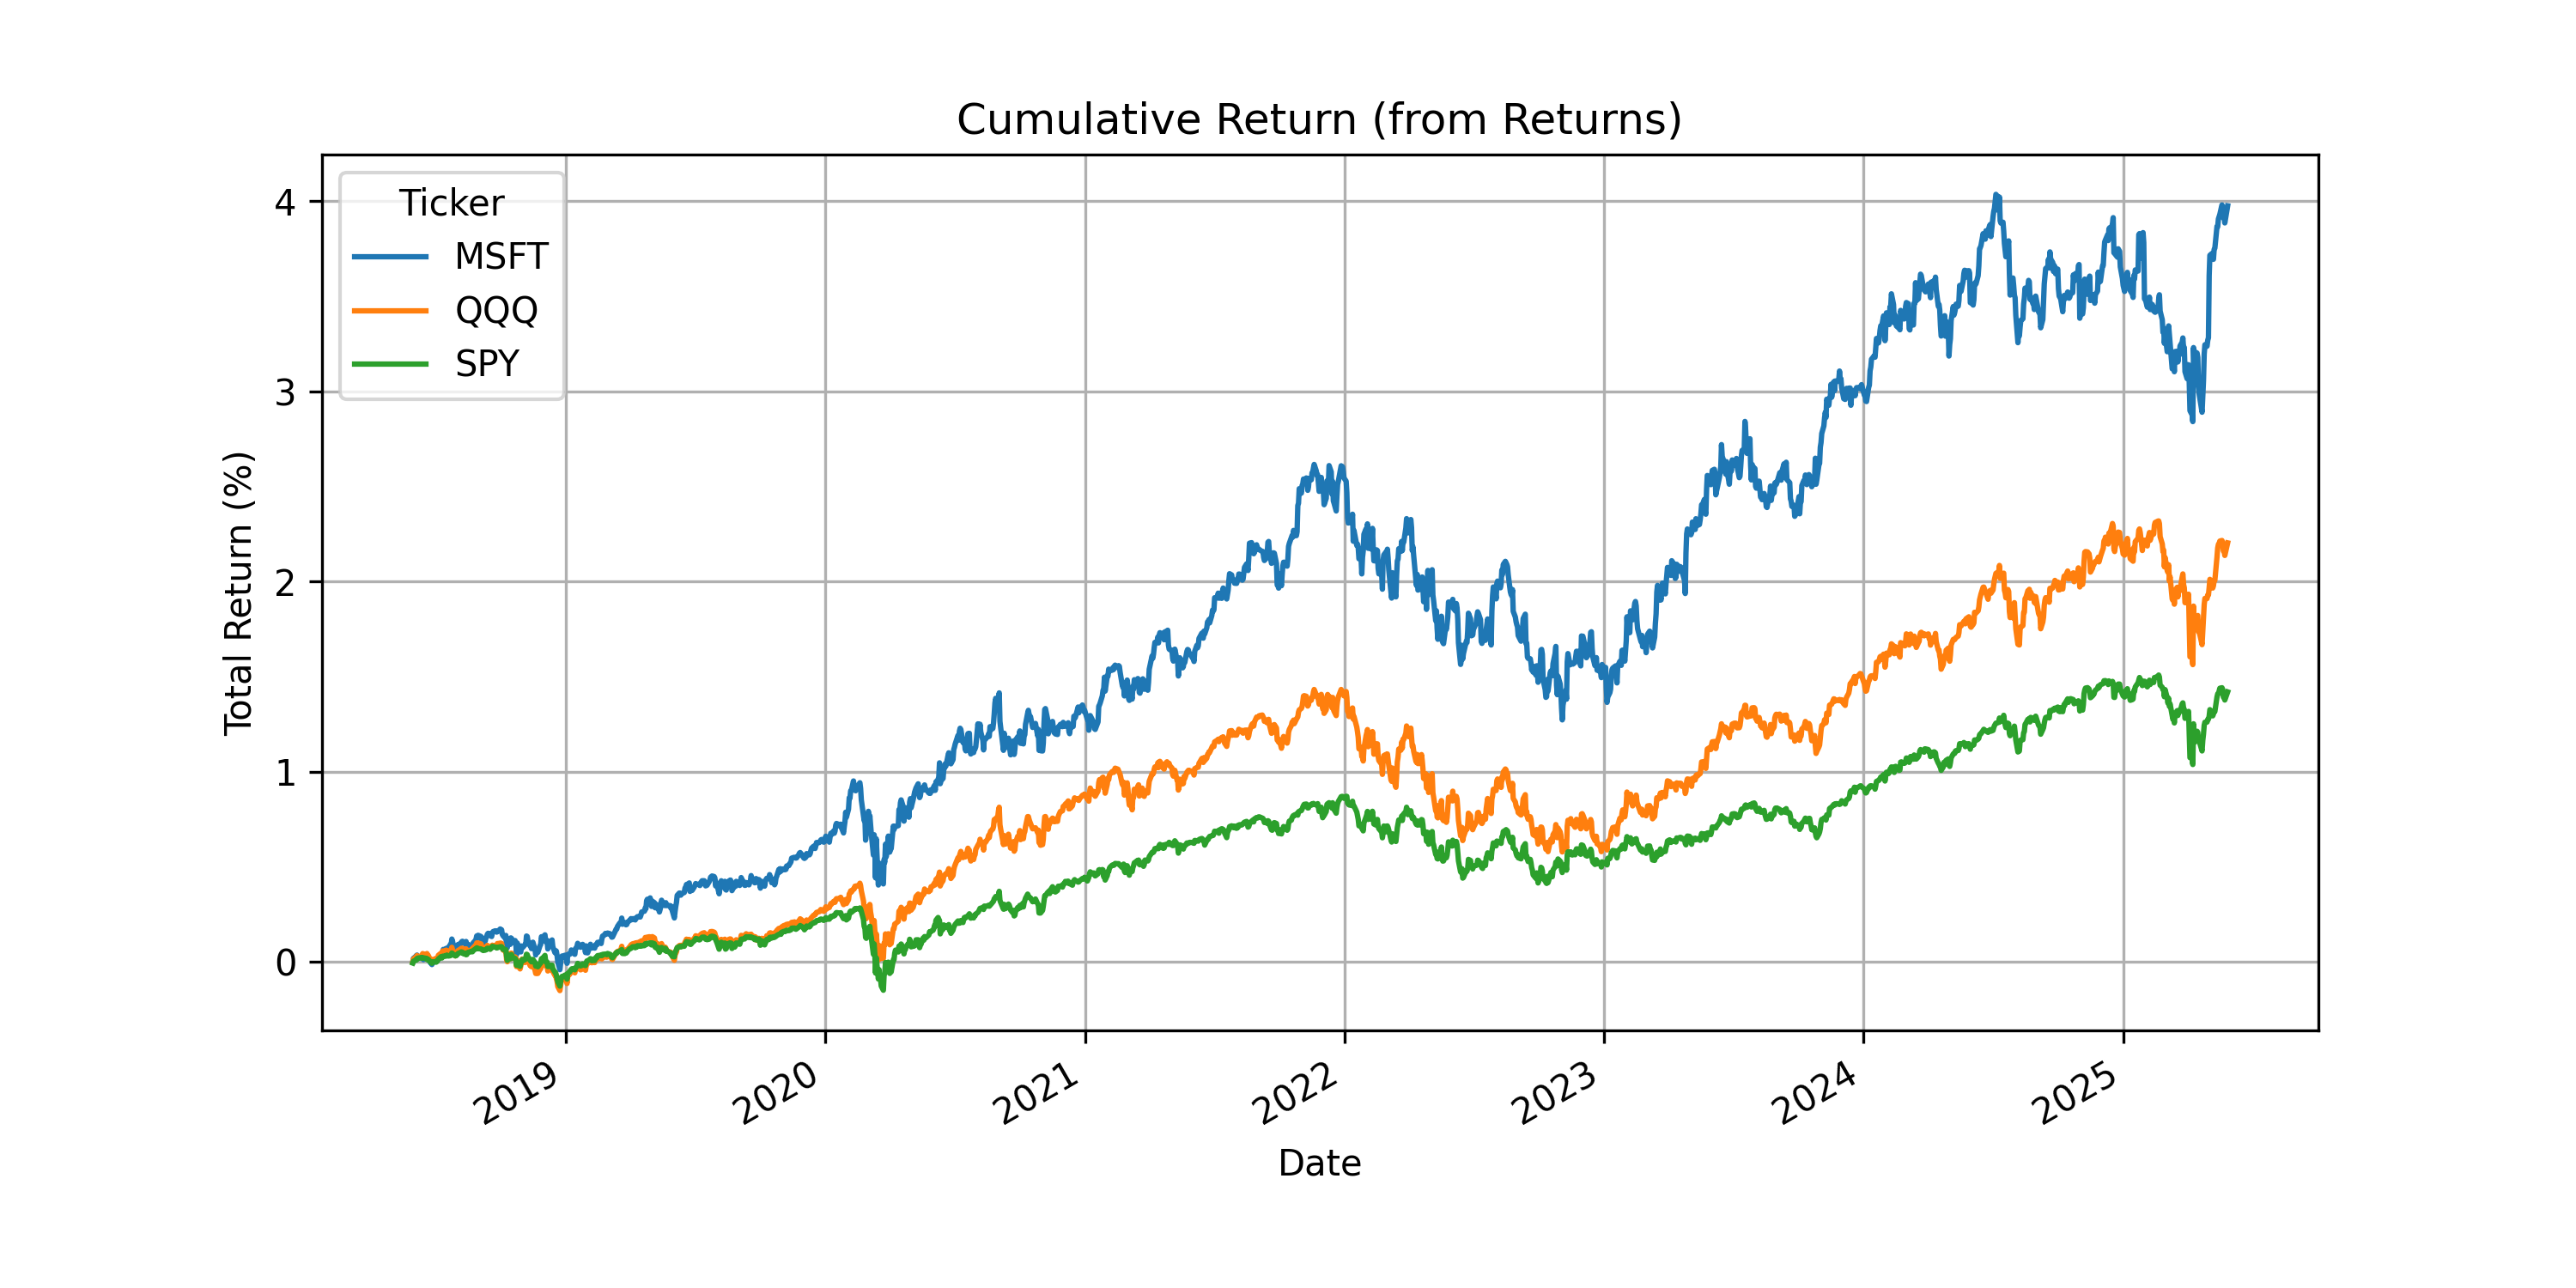 Cumulative Return (from Returns)
Ticker
MSFT
QQQ
SPY
Total Return (%)
4
3
2
1
0
2019
2020
2021
2022
2023
2024
2025
Date